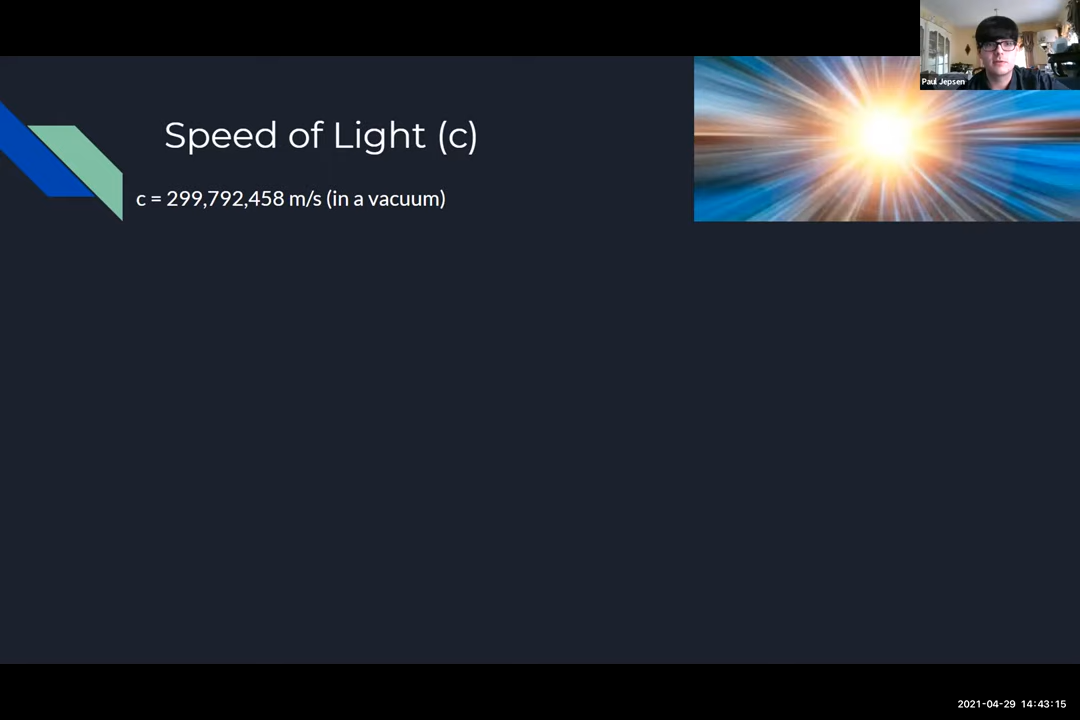 Paul Jepsen
Speed of Light (c)
c = 299,792,458 m/s (in a vacuum)
2021-04-29 14:43:15